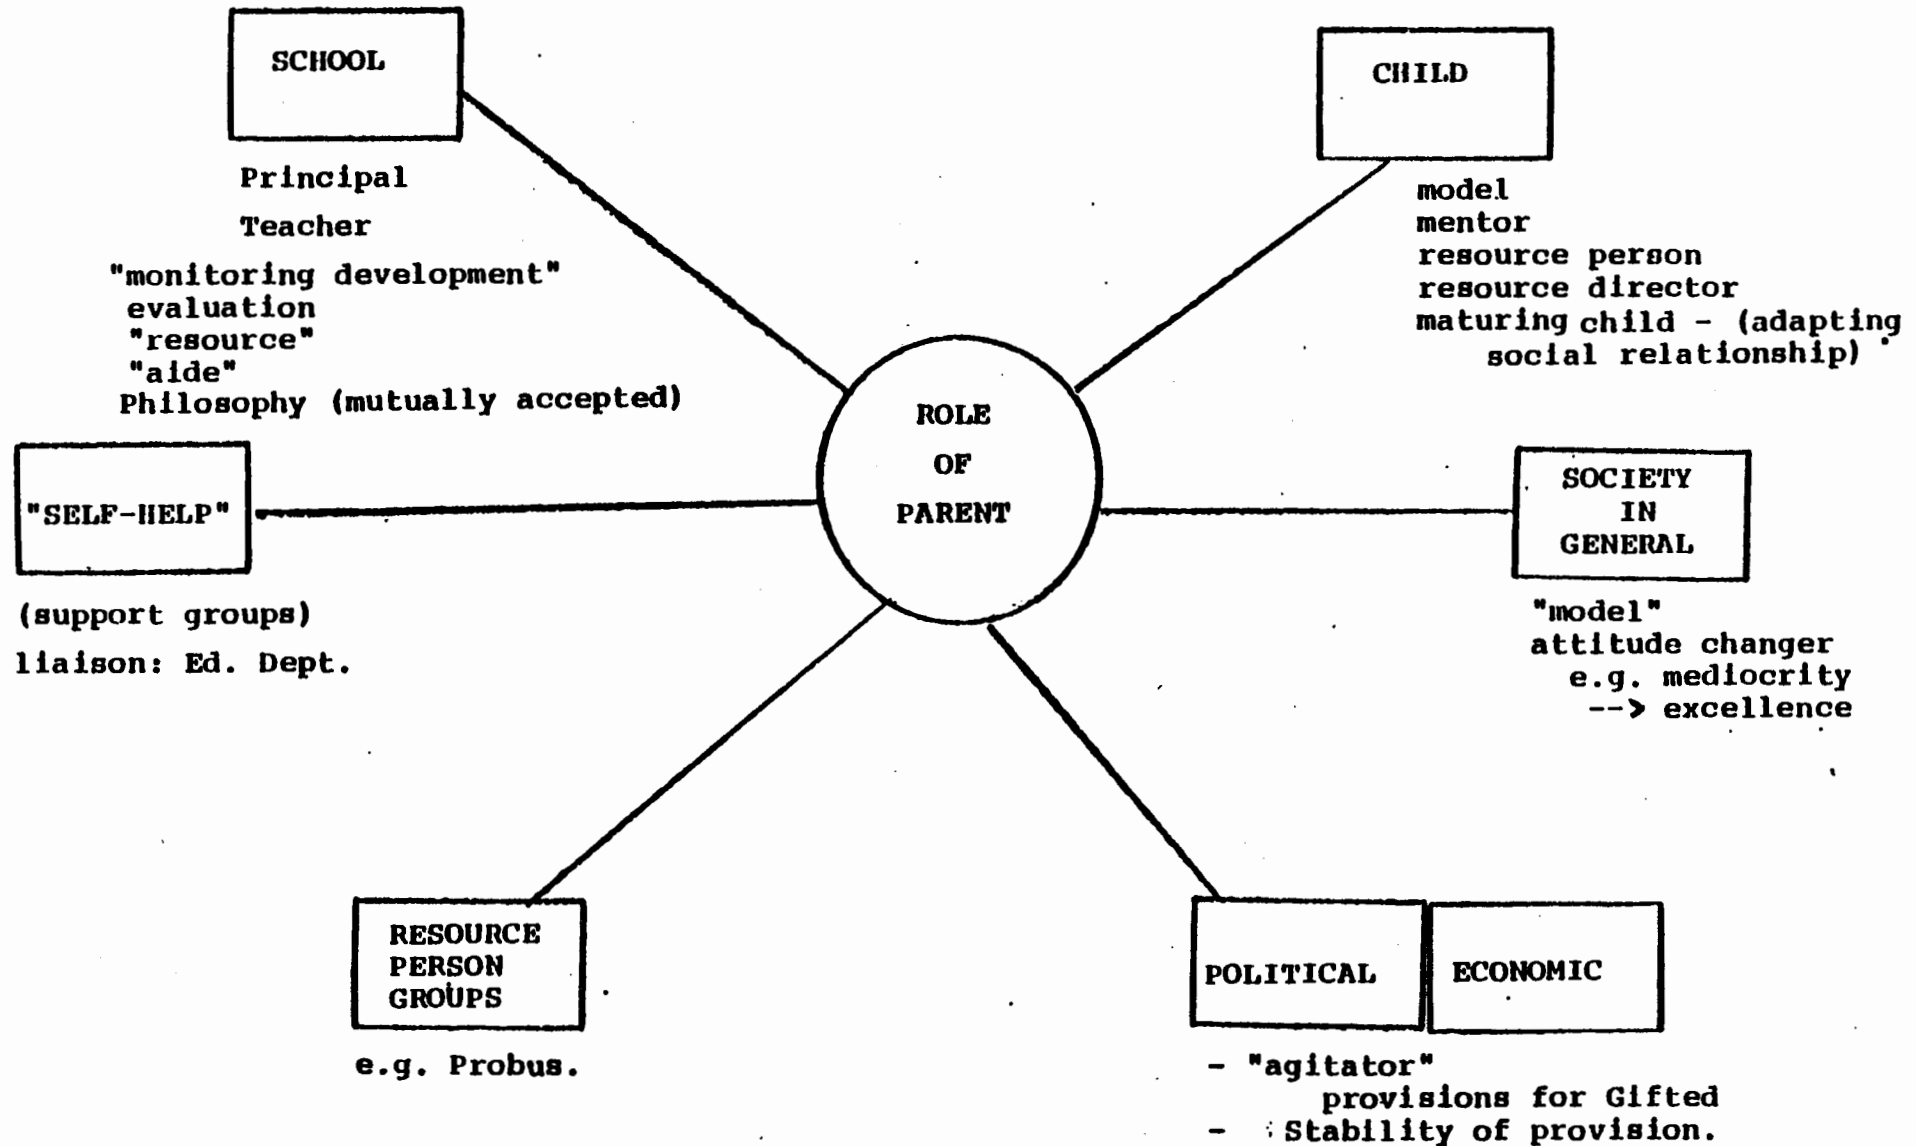 SCHOOL
Principal
Teacher
"monitoring development"
evaluation
"resource"
"aide"
Philosophy (mutually accepted)
CHILD
model
mentor
resource person
resource director
maturing child - (adapting
social relationship)
ROLE
OF
PARENT
"SELF-HELP"
(support groups)
liaison: Ed. Dept.
SOCIETY
IN
GENERAL
"model"
attitude changer
e.g. mediocrity
--> excellence
RESOURCE
PERSON
GROUPS
e.g. Probus.
POLITICAL
ECONOMIC
- "agitator"
provisions for Gifted
- Stability of provision.